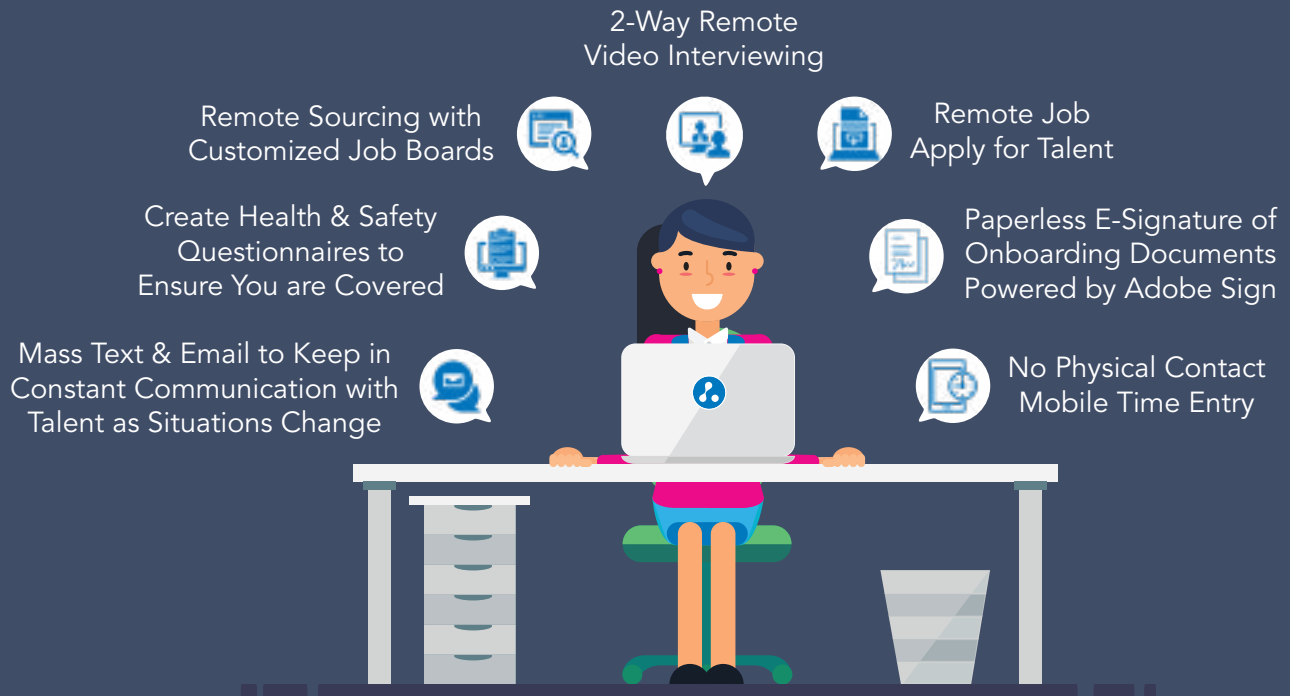 2-Way Remote
Video Interviewing
Remote Sourcing with
Customized Job Boards
Remote Job
Apply for Talent
Create Health & Safety
Questionnaires to
Ensure You are Covered
Paperless E-Signature of
Onboarding Documents
Powered by Adobe Sign
Mass Text & Email to Keep in
Constant Communication with
Talent as Situations Change
No Physical Contact
Mobile Time Entry